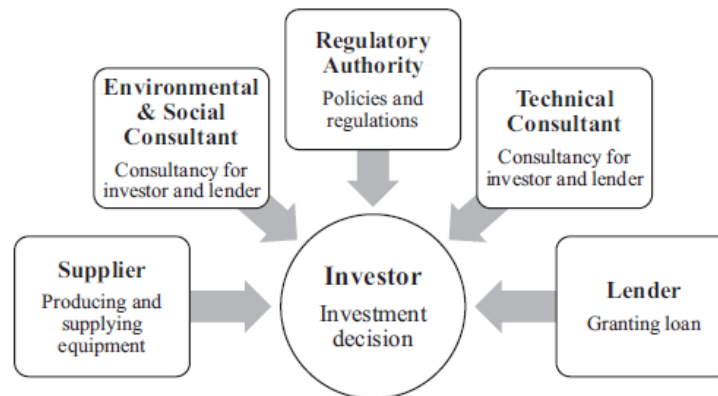 Regulatory
Authority
Policies and
regulations
Environmental
& Social
Consultant
Consultancy for
investor and lender
Technical
Consultant
Consultancy for
investor and lender
Supplier
Producing and
supplying
equipment
Investor
Investment
decision
Lender
Granting loan